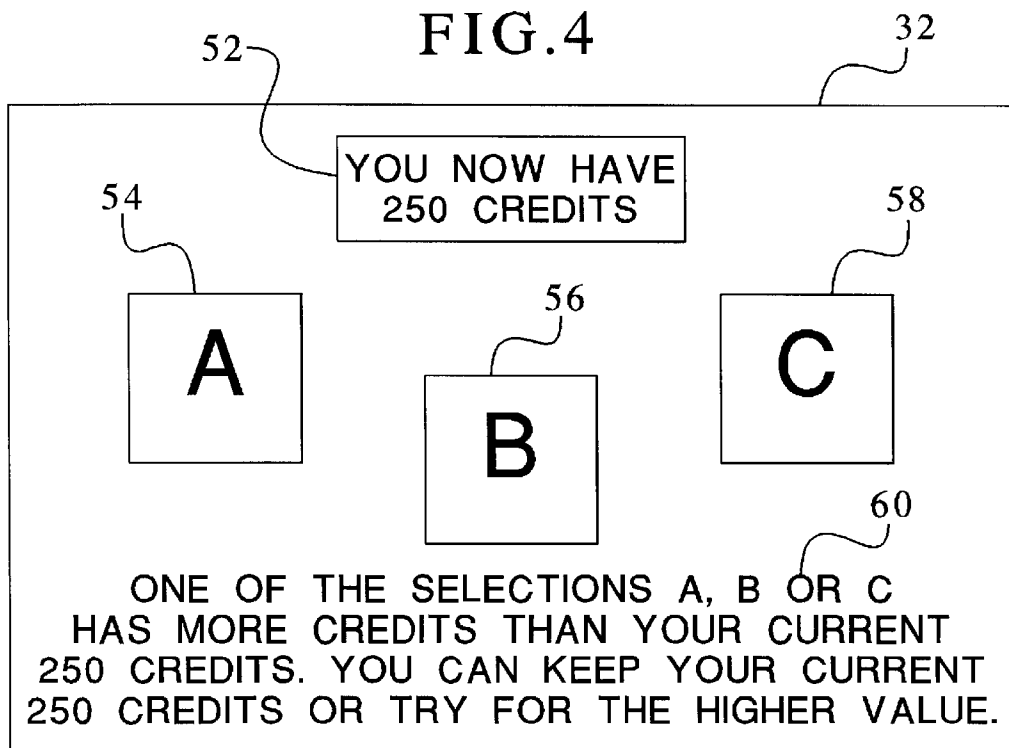 FIG.4
52
32
YOU NOW HAVE
250 CREDITS
54
58
56
A
B
C
60
ONE OF THE SELECTIONS A, B OR C
HAS MORE CREDITS THAN YOUR CURRENT
250 CREDITS. YOU CAN KEEP YOUR CURRENT
250 CREDITS OR TRY FOR THE HIGHER VALUE.